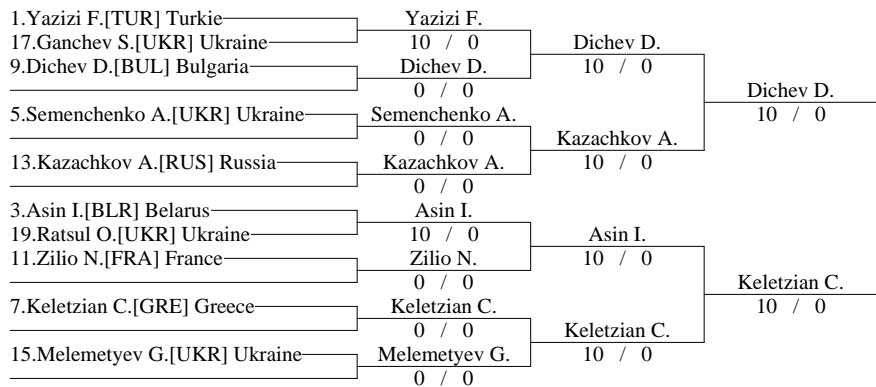 1.Yazizi F.[TUR] Turkie
Yazizi F.
17.Ganchev S.[UKR] Ukraine
10 / 0
Dichev D.
9.Dichev D.[BUL] Bulgaria
Dichev D.
10 / 0
0 / 0
Dichev D.
5.Semenchenko A.[UKR] Ukraine
Semenchenko A.
10 / 0
0 / 0
Kazachkov A.
13.Kazachkov A.[RUS] Russia
Kazachkov A.
10 / 0
0 / 0
3.Asin I.[BLR] Belarus
Asin I.
19.Ratsul O.[UKR] Ukraine
10 / 0
Asin I.
11.Zilio N.[FRA] France
Zilio N.
10 / 0
0 / 0
Keletzian C.
7.Keletzian C.[GRE] Greece
Keletzian C.
10 / 0
0 / 0
Keletzian C.
15.Melemetyev G.[UKR] Ukraine
Melemetyev G.
10 / 0
0 / 0